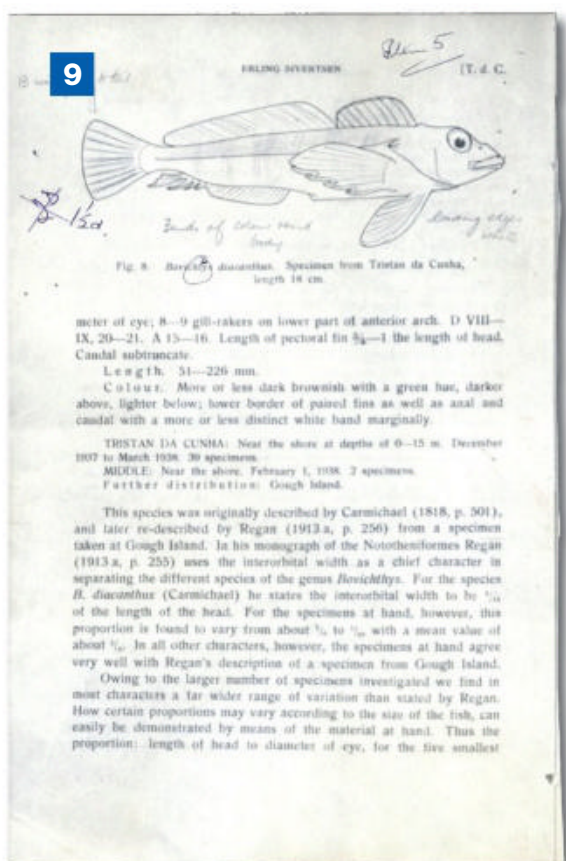 9
ERLING SIVERTSEN
[T. d. C.
5
1½d.
Bands of colour
body
leading edge
white
Fig. 8. Bovichtys diacanthus. Specimen from Tristan da Cunha,
length 18 cm.
meter of eye; 8—9 gill-rakers on lower part of anterior arch. D VIII—
IX, 20—21. A 15—16. Length of pectoral fin ¾—1 the length of head.
Caudal subtruncate.
Length. 51—226 mm.
Colour. More or less dark brownish with a green hue, darker
above, lighter below; lower border of paired fins as well as anal and
caudal with a more or less distinct white band marginally.
TRISTAN DA CUNHA: Near the shore at depths of 0—15 m. December
1937 to March 1938. 39 specimens.
MIDDLE: Near the shore. February 1, 1938. 2 specimens.
Further distribution: Gough Island.
This species was originally described by Carmichael (1818, p. 501),
and later re-described by Regan (1913 a, p. 256) from a specimen
taken at Gough Island. In his monograph of the Nototheniformes Regan
(1913 a, p. 255) uses the interorbital width as a chief character in
separating the different species of the genus Bovichthys. For the species
B. diacanthus (Carmichael) he states the interorbital width to be
of the length of the head. For the specimens at hand, however, this
proportion is found to vary from about to with a mean value of
about In all other characters, however, the specimens at hand agree
very well with Regan's description of a specimen from Gough Island.
Owing to the larger number of specimens investigated we find in
most characters a far wider range of variation than stated by Regan.
How certain proportions may vary according to the size of the fish, can
easily be demonstrated by means of the material at hand. Thus the
proportion: length of head to diameter of eye, for the five smallest